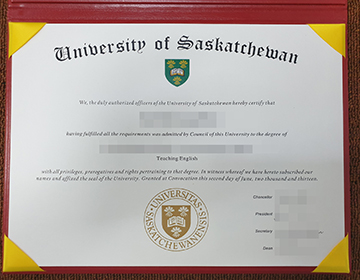 University of Saskatchewan
We, the duly authorized officers of the University of Saskatchewan hereby certify that
having fulfilled all the requirements was admitted by Council of this University to the degree of
Teaching English
with all privileges, prerogatives and rights pertaining to that degree. In witness whereof we have hereto subscribed our
names and affixed the seal of the University. Granted at Convocation this second day of June, two thousand and thirteen.
Chancellor
President
Secretary
Dean
UNIVERSITAS
SASKATCHEWANENSIS